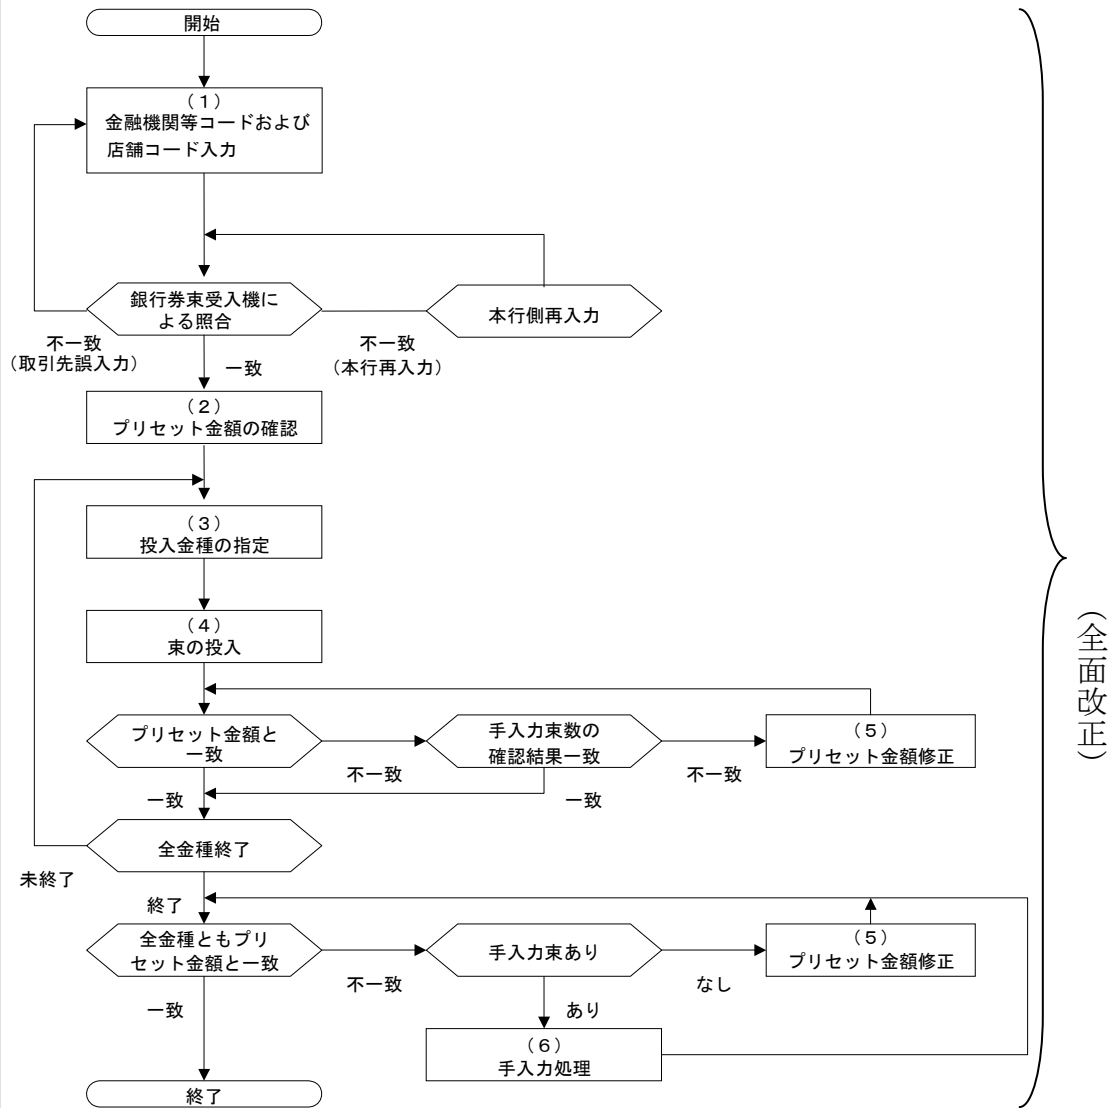 開始
（１）
金融機関等コードおよび
店舗コード入力
銀行券束受入機に
よる照合
本行側再入力
不一致
（取引先誤入力）
一致
不一致
（本行再入力）
（２）
プリセット金額の確認
（３）
投入金種の指定
（４）
束の投入
プリセット金額と
一致
手入力束数の
確認結果一致
（５）
プリセット金額修正
不一致
不一致
一致
一致
全金種終了
未終了
終了
全金種ともプリ
セット金額と一致
手入力束あり
（５）
プリセット金額修正
不一致
なし
一致
あり
（６）
手入力処理
終了
（全面改正）